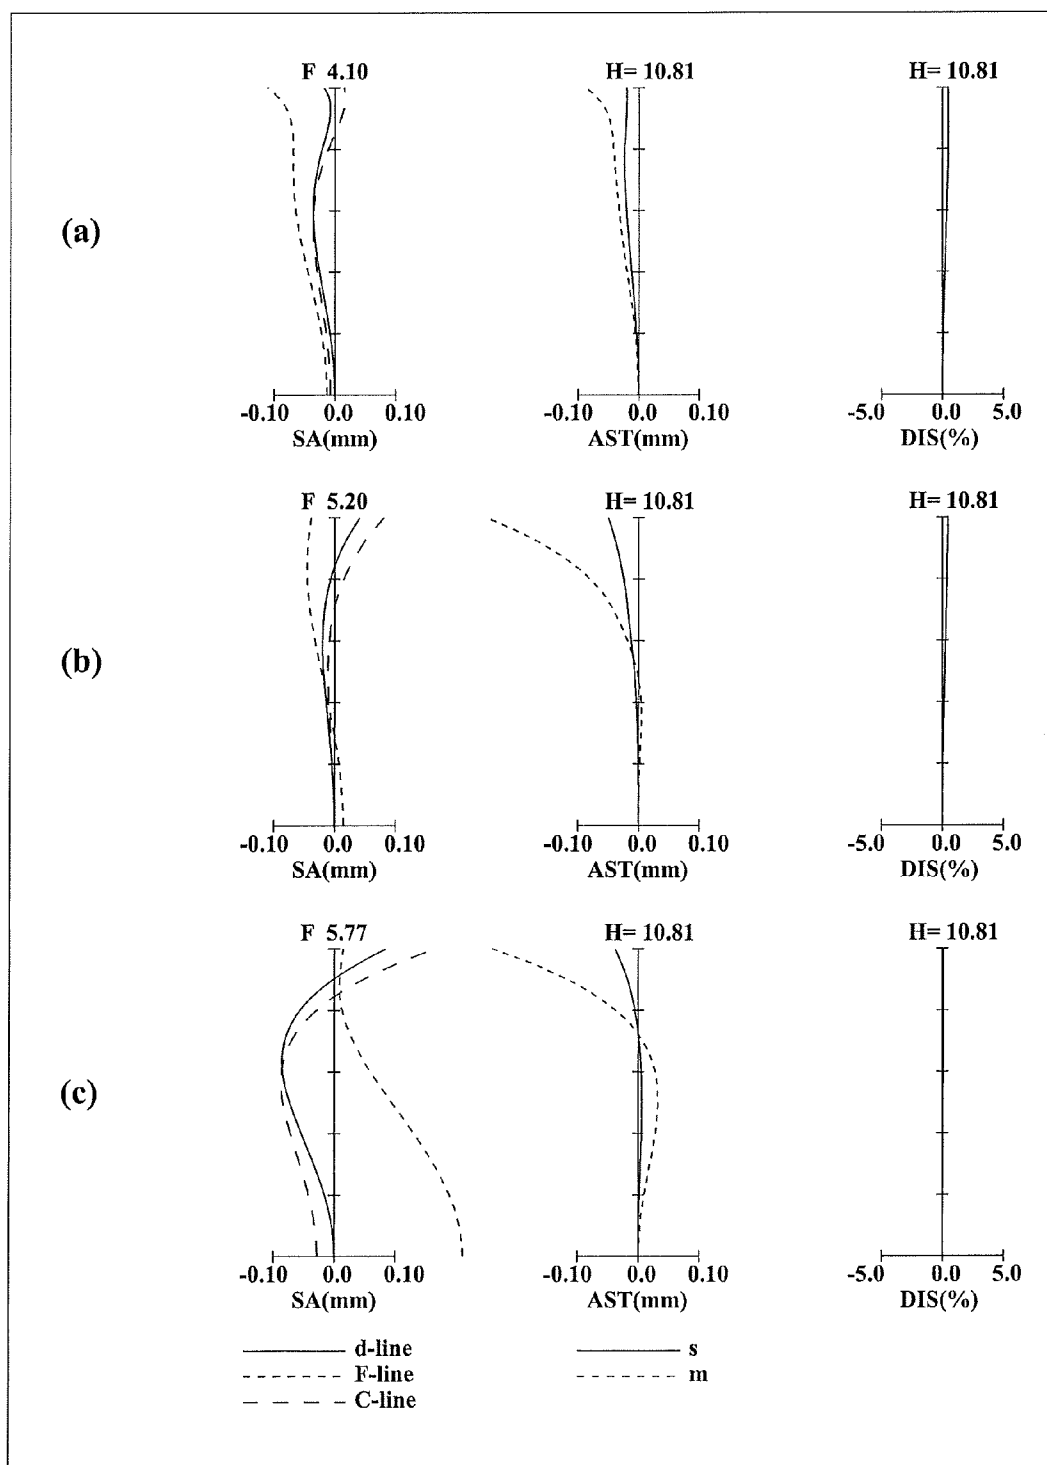 F 4.10 H= 10.81 H= 10.81
(a)
-0.10 0.0 0.10 -0.10 0.0 0.10 -5.0 0.0 5.0
SA(mm) AST(mm) DIS(%)
F 5.20 H= 10.81 H= 10.81
(b)
-0.10 0.0 0.10 -0.10 0.0 0.10 -5.0 0.0 5.0
SA(mm) AST(mm) DIS(%)
F 5.77 H= 10.81 H= 10.81
(c)
-0.10 0.0 0.10 -0.10 0.0 0.10 -5.0 0.0 5.0
SA(mm) AST(mm) DIS(%)
d-line s
F-line m
C-line